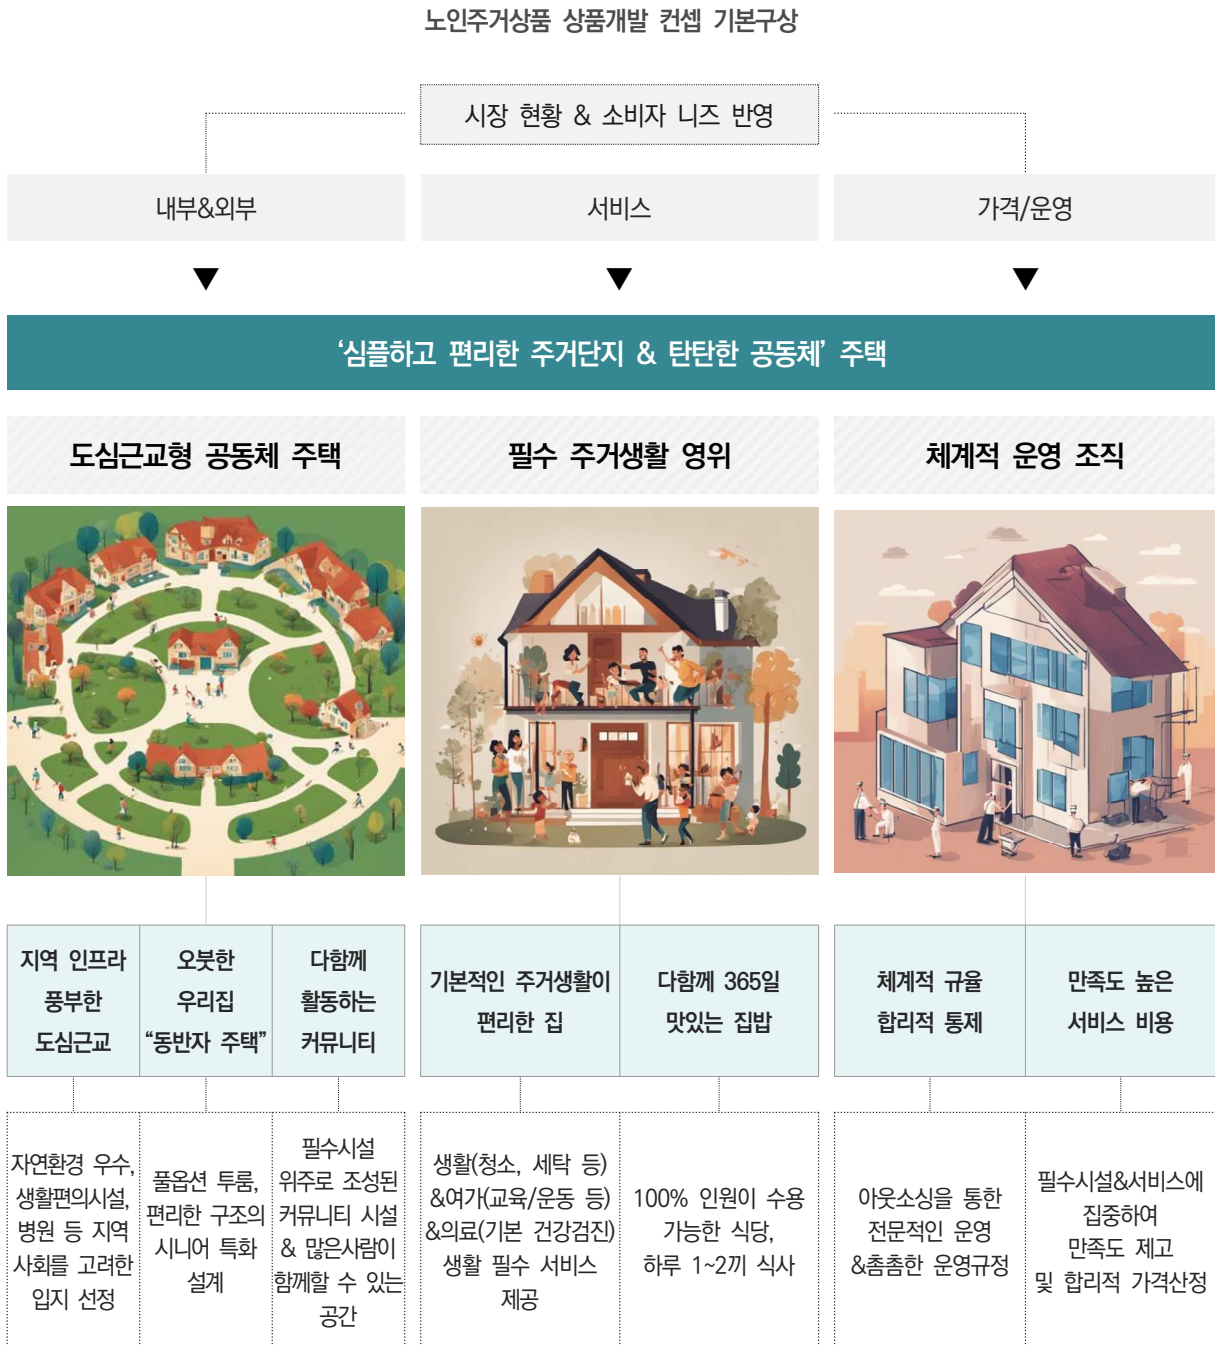 노인주거상품 상품개발 컨셉 기본구상
시장 현황 & 소비자 니즈 반영
내부&외부
서비스
가격/운영
▼
▼
▼
‘심플하고 편리한 주거단지 & 탄탄한 공동체’ 주택
도심근교형 공동체 주택
필수 주거생활 영위
체계적 운영 조직
지역 인프라
풍부한
도심근교
오붓한
우리집
“동반자 주택”
다함께
활동하는
커뮤니티
기본적인 주거생활이
편리한 집
다함께 365일
맛있는 집밥
체계적 규율
합리적 통제
만족도 높은
서비스 비용
자연환경 우수,
생활편의시설,
병원 등 지역
사회를 고려한
입지 선정
풀옵션 투룸,
편리한 구조의
시니어 특화
설계
필수시설
위주로 조성된
커뮤니티 시설
& 많은사람이
함께할 수 있는
공간
생활(청소, 세탁 등)
&여가(교육/운동 등)
&의료(기본 건강검진)
생활 필수 서비스
제공
100% 인원이 수용
가능한 식당,
하루 1~2끼 식사
아웃소싱을 통한
전문적인 운영
&촘촘한 운영규정
필수시설&서비스에
집중하여
만족도 제고
및 합리적 가격산정